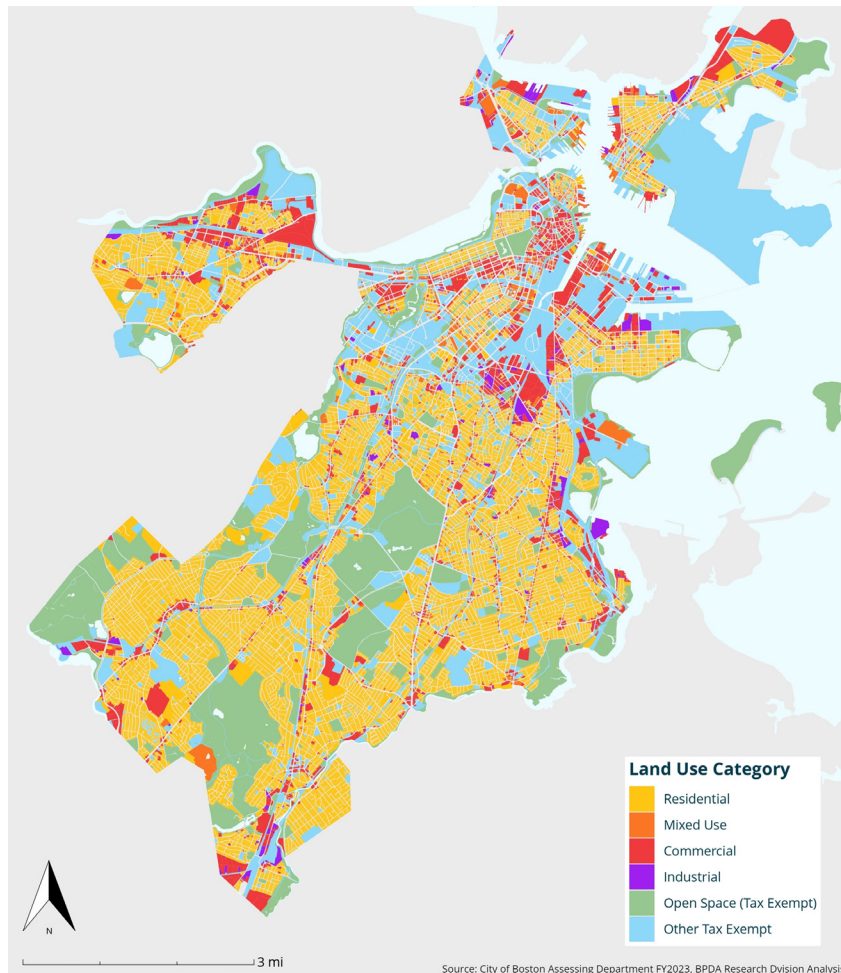 Land Use Category
Residential
Mixed Use
Commercial
Industrial
Open Space (Tax Exempt)
Other Tax Exempt
N
3 mi
Source: City of Boston Assessing Department FY2023. BPDA Research Dvision Analysi